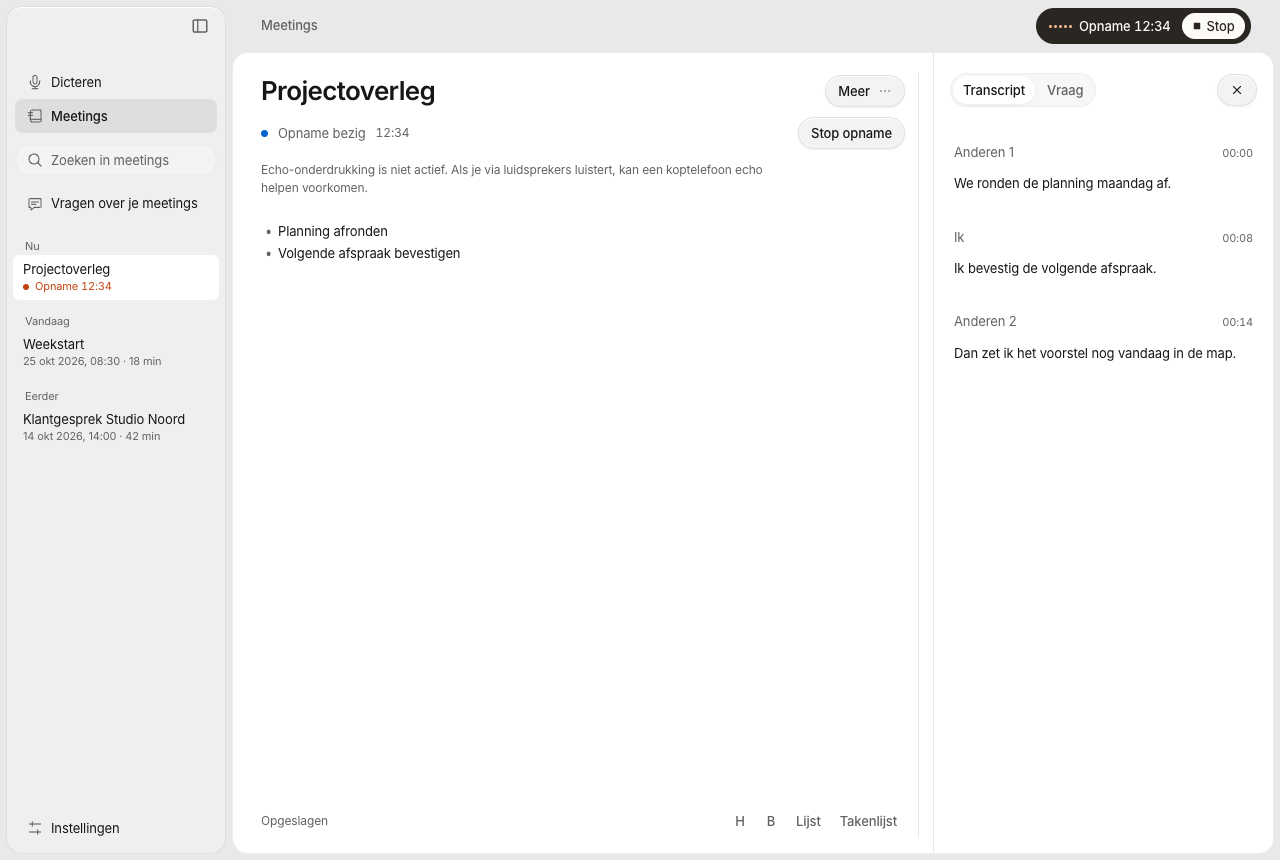 Dicteren
Meetings
Zoeken in meetings
Vragen over je meetings
Nu
Projectoverleg
Opname 12:34
Vandaag
Weekstart
25 okt 2026, 08:30 · 18 min
Eerder
Klantgesprek Studio Noord
14 okt 2026, 14:00 · 42 min
Instellingen
Meetings
Opname 12:34 Stop
Projectoverleg
Meer ···
Opname bezig 12:34
Stop opname
Echo-onderdrukking is niet actief. Als je via luidsprekers luistert, kan een koptelefoon echo
helpen voorkomen.
• Planning afronden
• Volgende afspraak bevestigen
Opgeslagen
H B Lijst Takenlijst
Transcript Vraag
Anderen 1 00:00
We ronden de planning maandag af.
Ik 00:08
Ik bevestig de volgende afspraak.
Anderen 2 00:14
Dan zet ik het voorstel nog vandaag in de map.